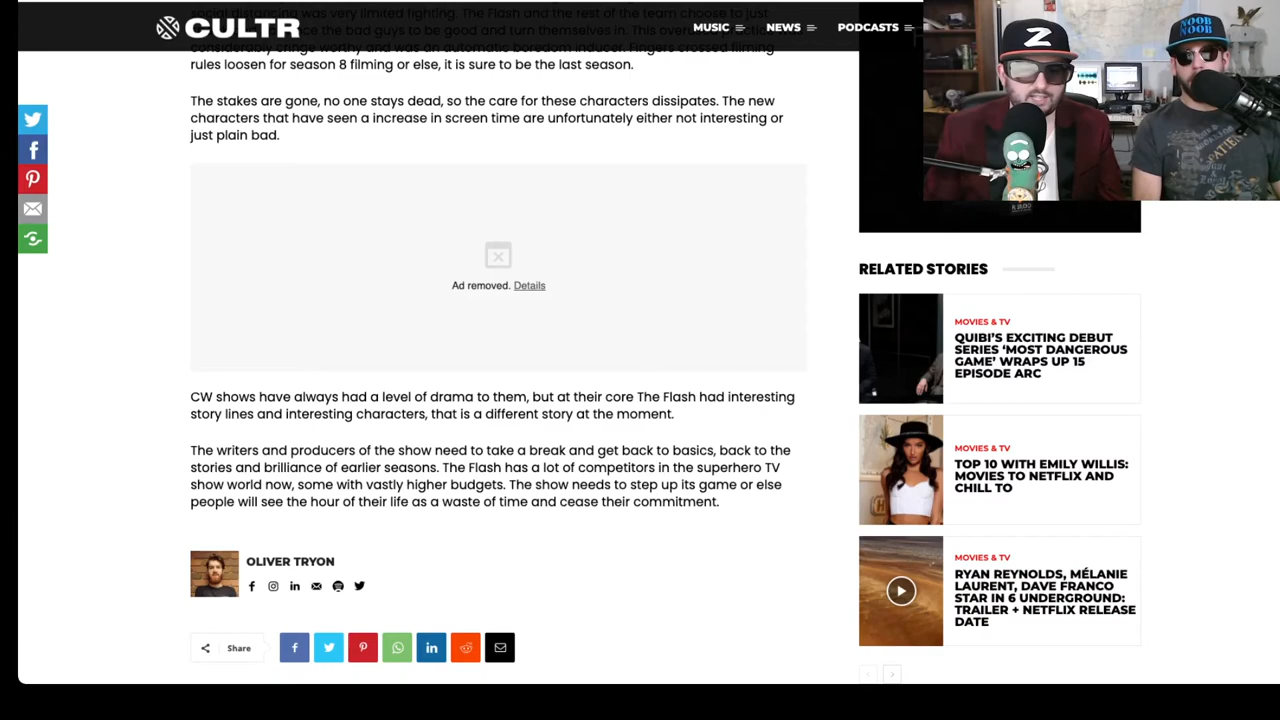 social distancing was very limited fighting. The Flash and the rest of the team choose to just
CULTR
MUSIC
NEWS
PODCASTS
the bad guys to be good and turn themselves in. This
considerably cringe worthy and was an automatic boredom inducer. Fingers crossed filming
rules loosen for season 8 filming or else, it is sure to be the last season.
The stakes are gone, no one stays dead, so the care for these characters dissipates. The new
characters that have seen a increase in screen time are unfortunately either not interesting or
just plain bad.
Ad removed. Details
CW shows have always had a level of drama to them, but at their core The Flash had interesting
story lines and interesting characters, that is a different story at the moment.
The writers and producers of the show need to take a break and get back to basics, back to the
stories and brilliance of earlier seasons. The Flash has a lot of competitors in the superhero TV
show world now, some with vastly higher budgets. The show needs to step up its game or else
people will see the hour of their life as a waste of time and cease their commitment.
OLIVER TRYON
Share
Z
NOOB
NOOB
PATIEN
RELATED STORIES
MOVIES & TV
QUIBI'S EXCITING DEBUT
SERIES 'MOST DANGEROUS
GAME' WRAPS UP 15
EPISODE ARC
MOVIES & TV
TOP 10 WITH EMILY WILLIS:
MOVIES TO NETFLIX AND
CHILL TO
MOVIES & TV
RYAN REYNOLDS, MÉLANIE
LAURENT, DAVE FRANCO
STAR IN 6 UNDERGROUND:
TRAILER + NETFLIX RELEASE
DATE